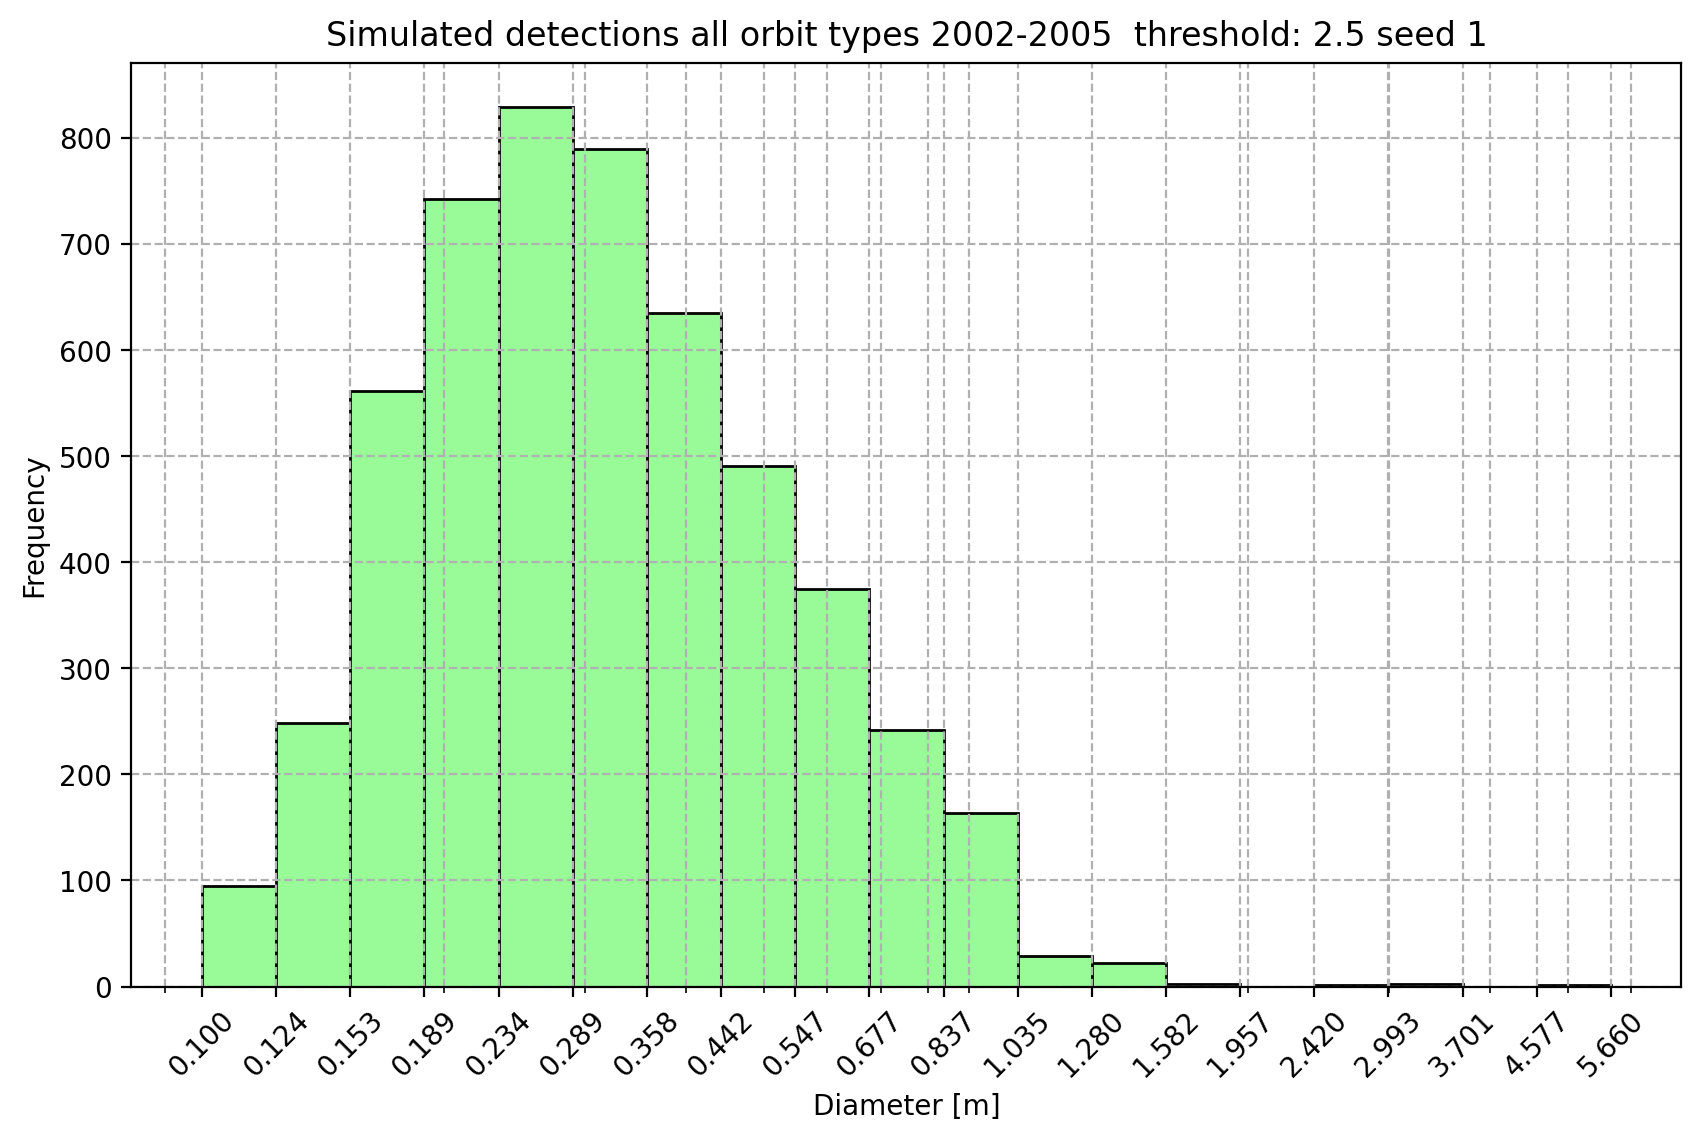 Simulated detections all orbit types 2002-2005  threshold: 2.5 seed 1
Frequency
800
700
600
500
400
300
200
100
0
0.100 0.124 0.153 0.189 0.234 0.289 0.358 0.442 0.547 0.677 0.837 1.035 1.280 1.582 1.957 2.420 2.993 3.701 4.577 5.660
Diameter [m]